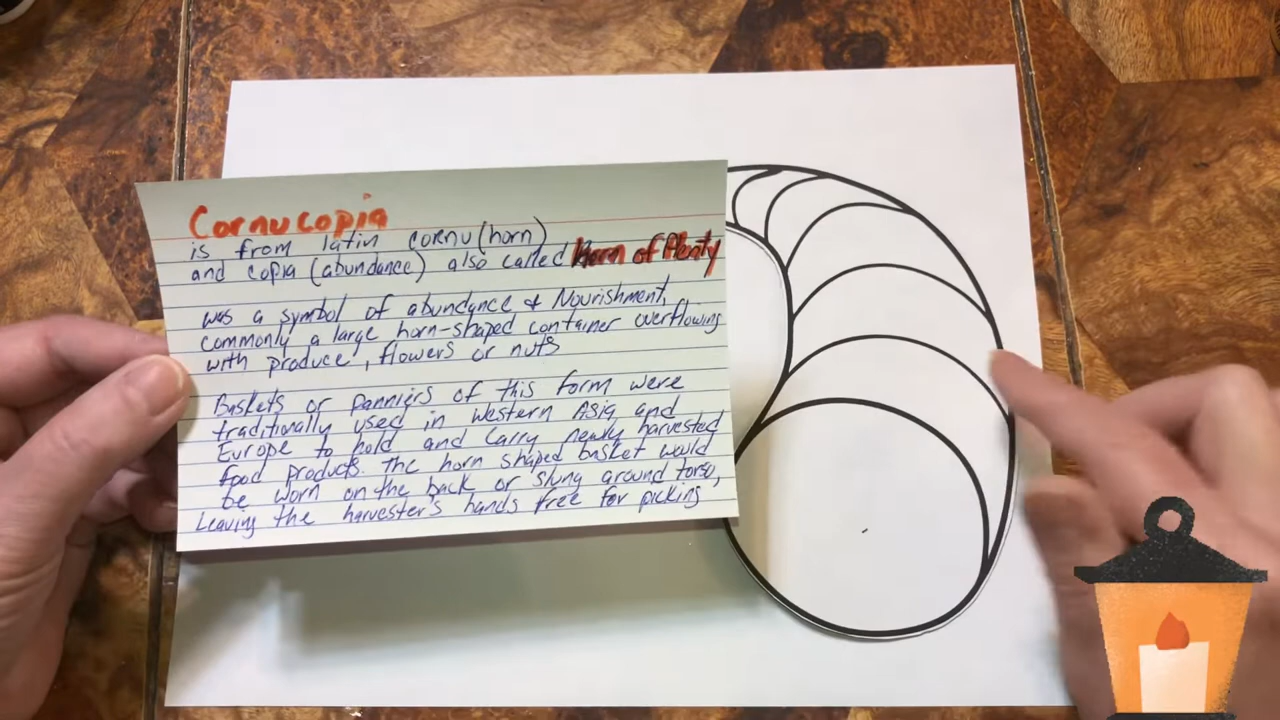 Cornucopia
is from latin cornu (horn)
and copia (abundance) also called Horn of Plenty
was a symbol of abundance & Nourishment,
commonly a large horn-shaped container overflowing
with produce, flowers or nuts
Baskets or panniers of this form were
traditionally used in western Asia and
Europe to hold and carry newly harvested
food products. The horn shaped basket would
be worn on the back or slung around torso,
Leaving the harvester's hands free for picking